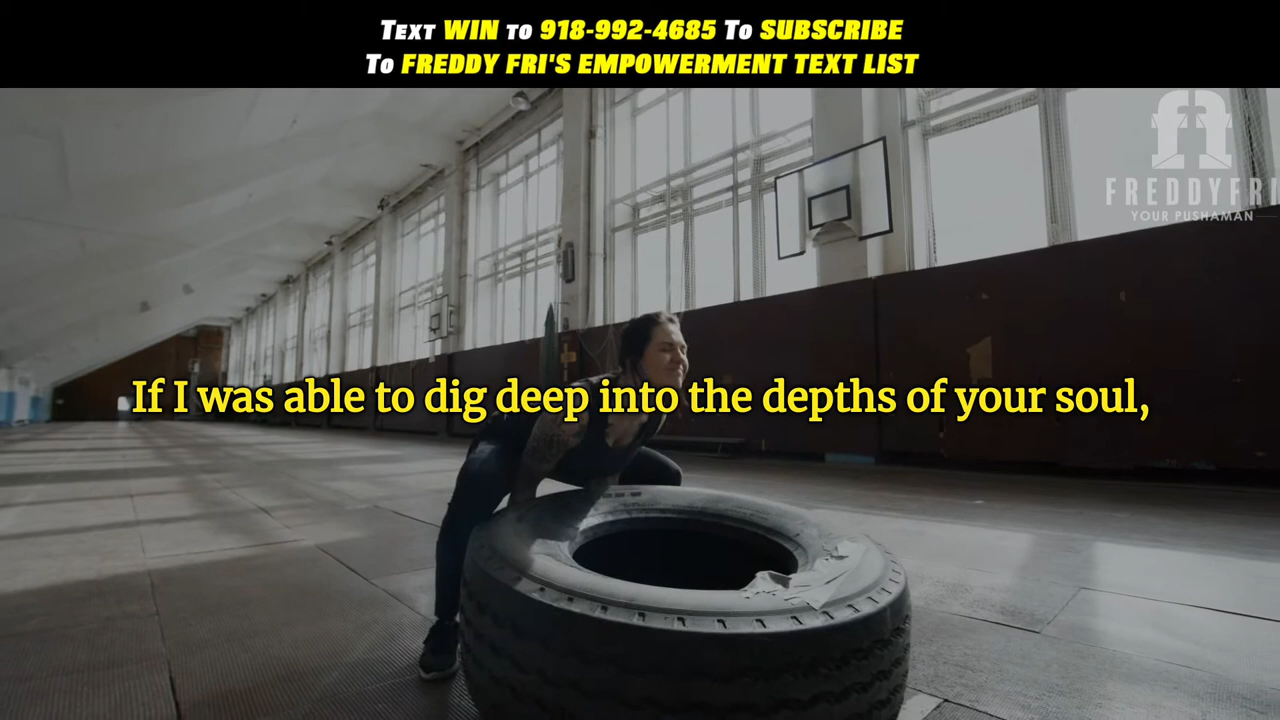 Text WIN to 918-992-4685 To SUBSCRIBE
To FREDDY FRI'S EMPOWERMENT TEXT LIST
FREDDYFRI
YOUR PUSHAMAN
If I was able to dig deep into the depths of your soul,